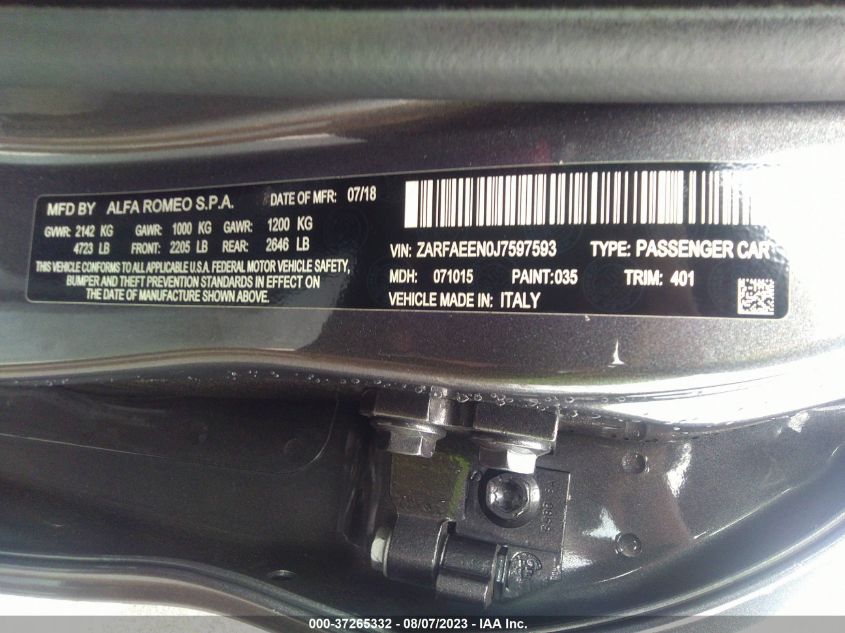 MFD BY ALFA ROMEO S.P.A. DATE OF MFR: 07/18
GVWR: 2142 KG GAWR: 1000 KG GAWR: 1200 KG
4723 LB FRONT: 2205 LB REAR: 2646 LB
THIS VEHICLE CONFORMS TO ALL APPLICABLE U.S.A. FEDERAL MOTOR VEHICLE SAFETY,
BUMPER AND THEFT PREVENTION STANDARDS IN EFFECT ON
THE DATE OF MANUFACTURE SHOWN ABOVE.
VIN: ZARFAEEN0J7597593 TYPE: PASSENGER CAR
MDH: 071015 PAINT: 035 TRIM: 401
VEHICLE MADE IN: ITALY
000-37265332 - 08/07/2023 - IAA Inc.